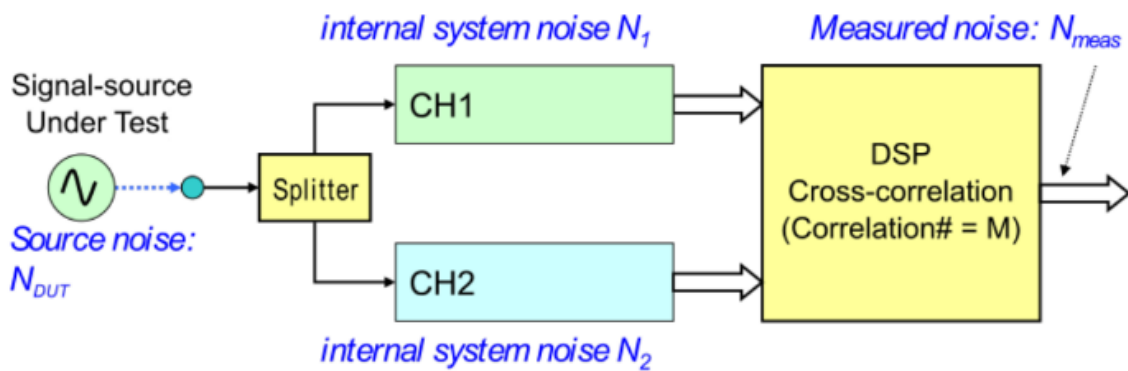 internal system noise N1
Measured noise: Nmeas
Signal-source
Under Test
CH1
DSP
Cross-correlation
(Correlation# = M)
Splitter
Source noise:
NDUT
CH2
internal system noise N2